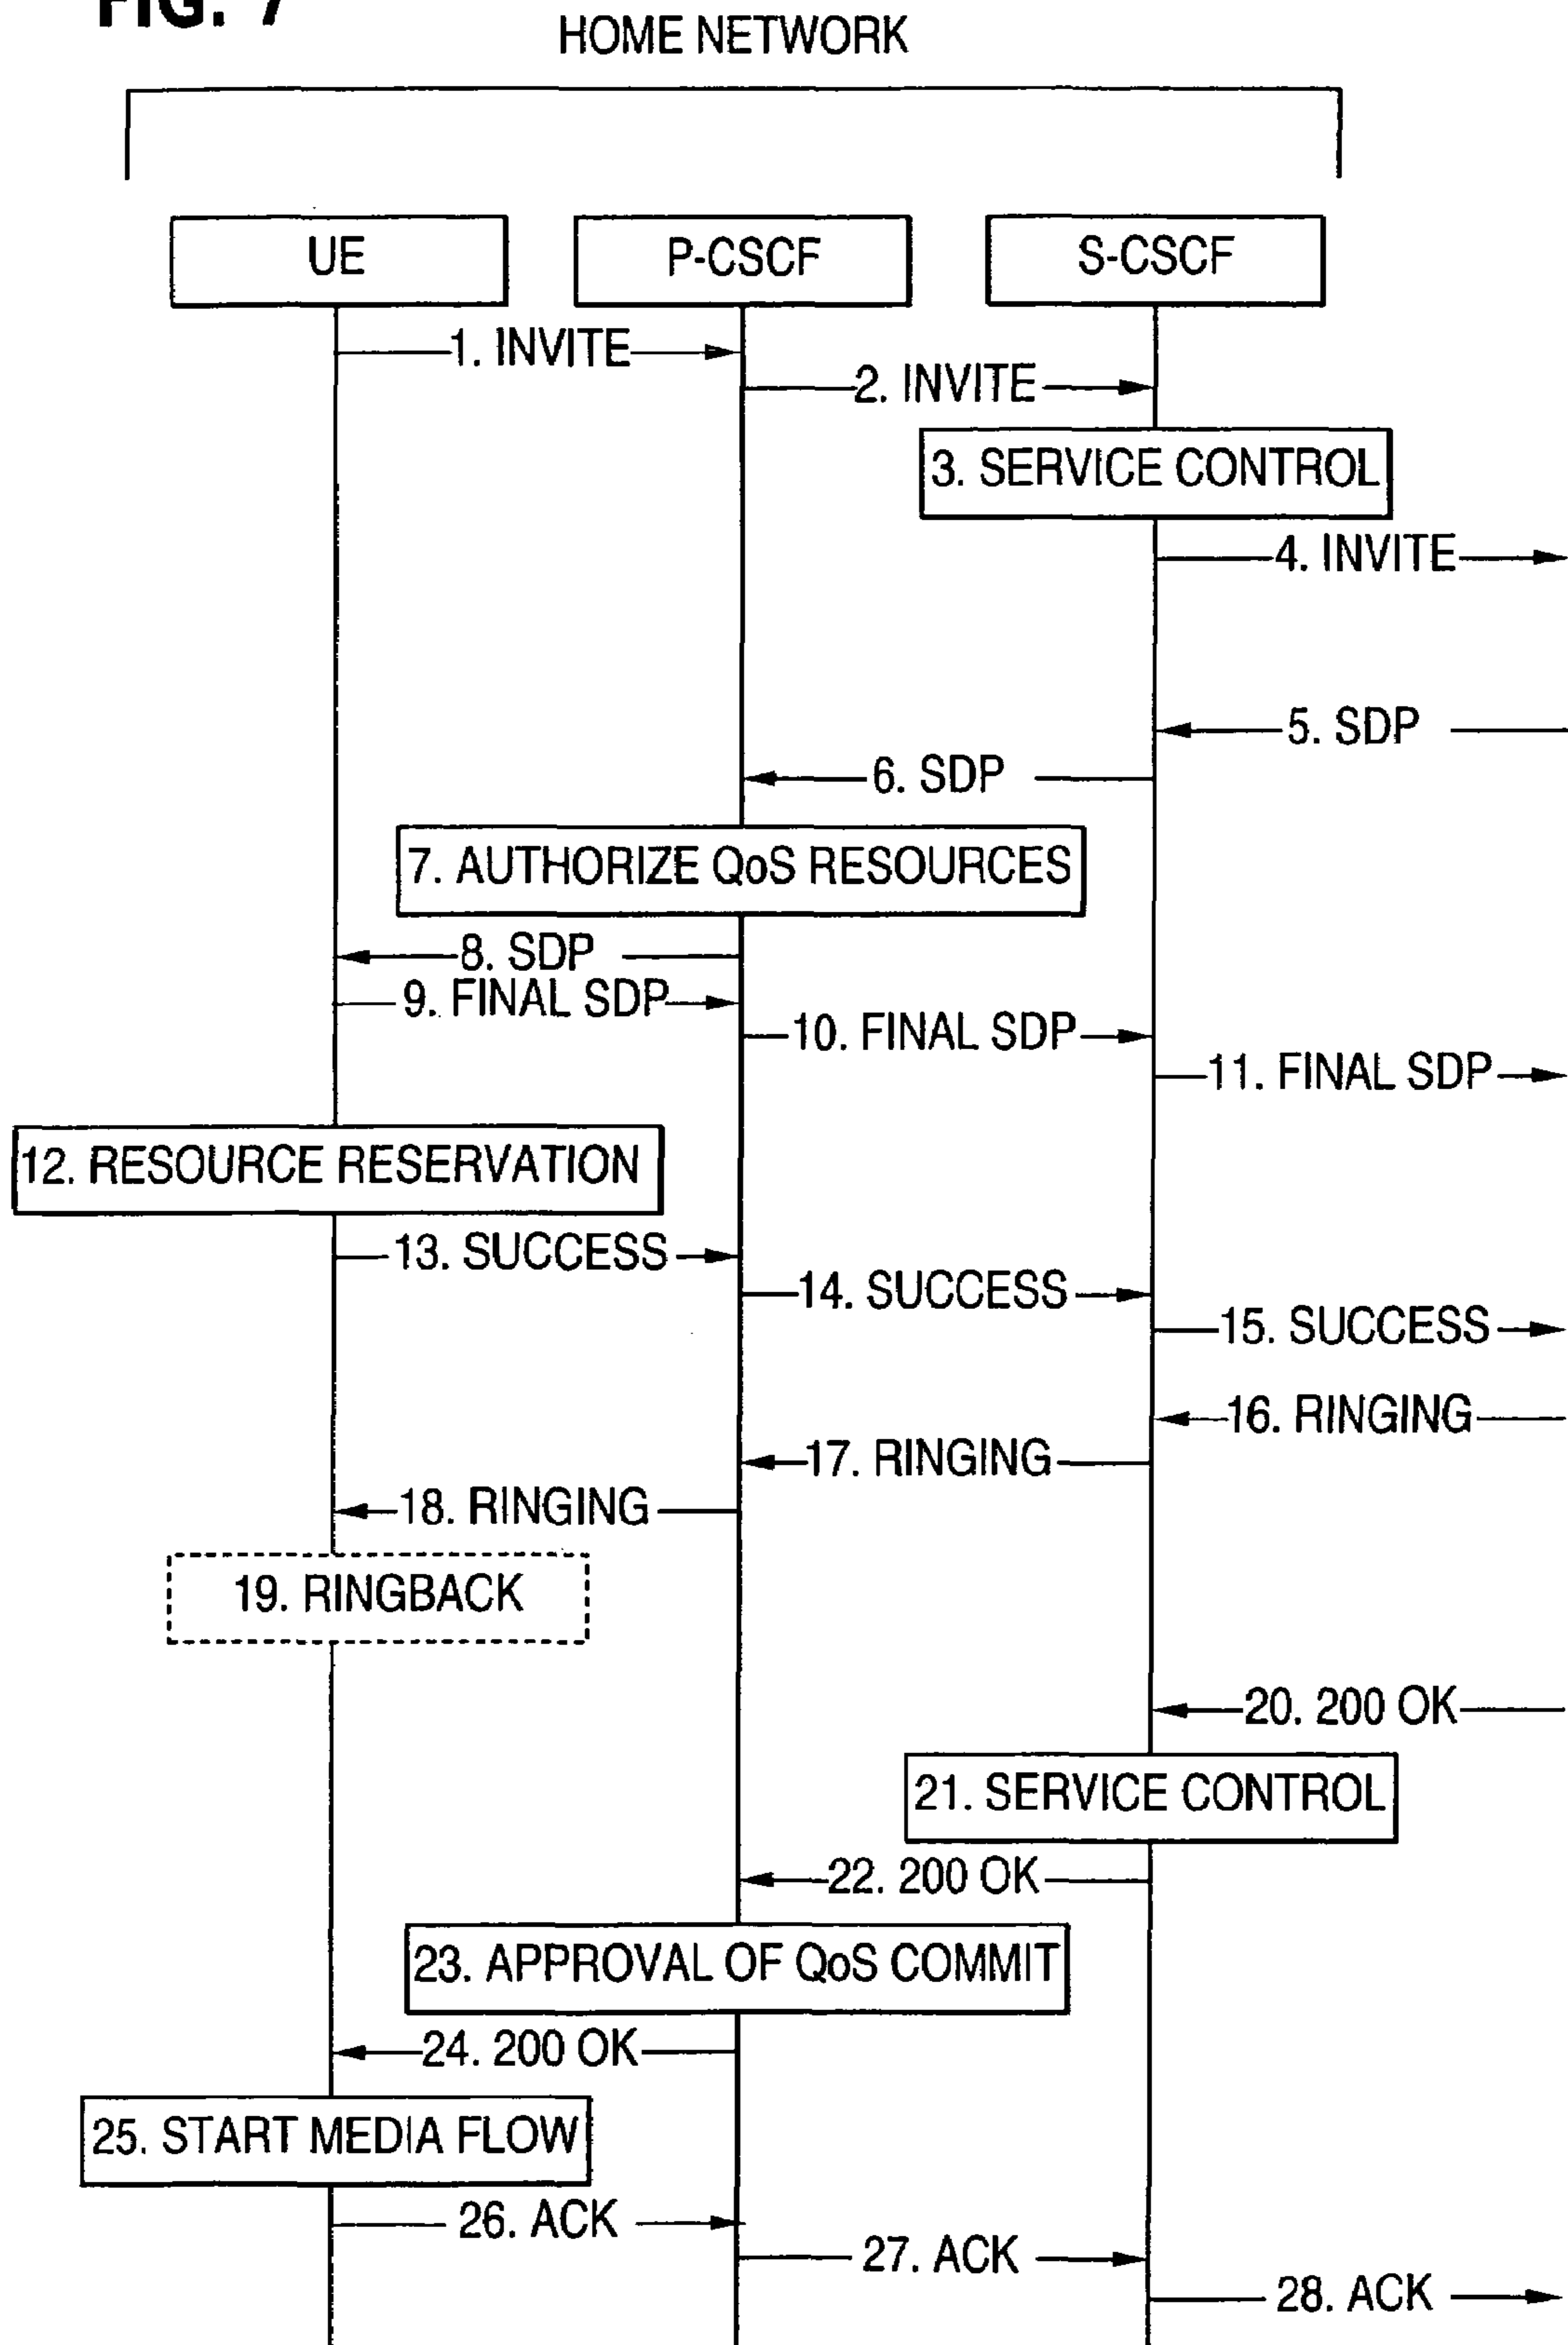 FIG. 7
HOME NETWORK
UE
P-CSCF
S-CSCF
1. INVITE
2. INVITE
3. SERVICE CONTROL
4. INVITE
5. SDP
6. SDP
7. AUTHORIZE QoS RESOURCES
8. SDP
9. FINAL SDP
10. FINAL SDP
11. FINAL SDP
12. RESOURCE RESERVATION
13. SUCCESS
14. SUCCESS
15. SUCCESS
16. RINGING
17. RINGING
18. RINGING
19. RINGBACK
20. 200 OK
21. SERVICE CONTROL
22. 200 OK
23. APPROVAL OF QoS COMMIT
24. 200 OK
25. START MEDIA FLOW
26. ACK
27. ACK
28. ACK